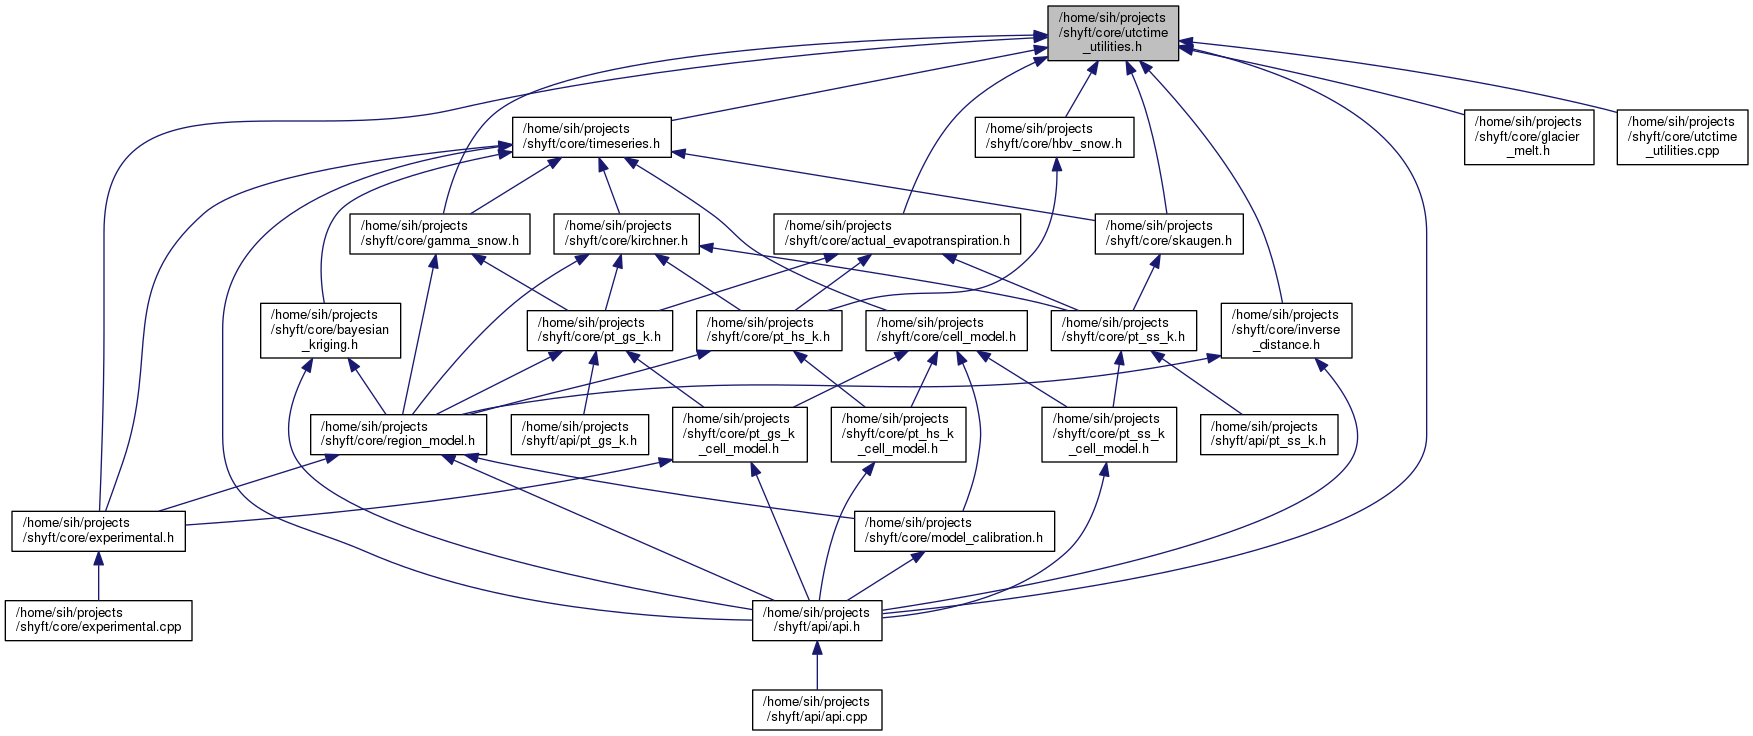 /home/sih/projects
/shyft/core/utctime
_utilities.h
/home/sih/projects
/shyft/core/timeseries.h
/home/sih/projects
/shyft/core/hbv_snow.h
/home/sih/projects
/shyft/core/glacier
_melt.h
/home/sih/projects
/shyft/core/utctime
_utilities.cpp
/home/sih/projects
/shyft/core/gamma_snow.h
/home/sih/projects
/shyft/core/kirchner.h
/home/sih/projects
/shyft/core/actual_evapotranspiration.h
/home/sih/projects
/shyft/core/skaugen.h
/home/sih/projects
/shyft/core/bayesian
_kriging.h
/home/sih/projects
/shyft/core/pt_gs_k.h
/home/sih/projects
/shyft/core/pt_hs_k.h
/home/sih/projects
/shyft/core/cell_model.h
/home/sih/projects
/shyft/core/pt_ss_k.h
/home/sih/projects
/shyft/core/inverse
_distance.h
/home/sih/projects
/shyft/core/region_model.h
/home/sih/projects
/shyft/api/pt_gs_k.h
/home/sih/projects
/shyft/core/pt_gs_k
_cell_model.h
/home/sih/projects
/shyft/core/pt_hs_k
_cell_model.h
/home/sih/projects
/shyft/core/pt_ss_k
_cell_model.h
/home/sih/projects
/shyft/api/pt_ss_k.h
/home/sih/projects
/shyft/core/experimental.h
/home/sih/projects
/shyft/core/model_calibration.h
/home/sih/projects
/shyft/core/experimental.cpp
/home/sih/projects
/shyft/api/api.h
/home/sih/projects
/shyft/api/api.cpp